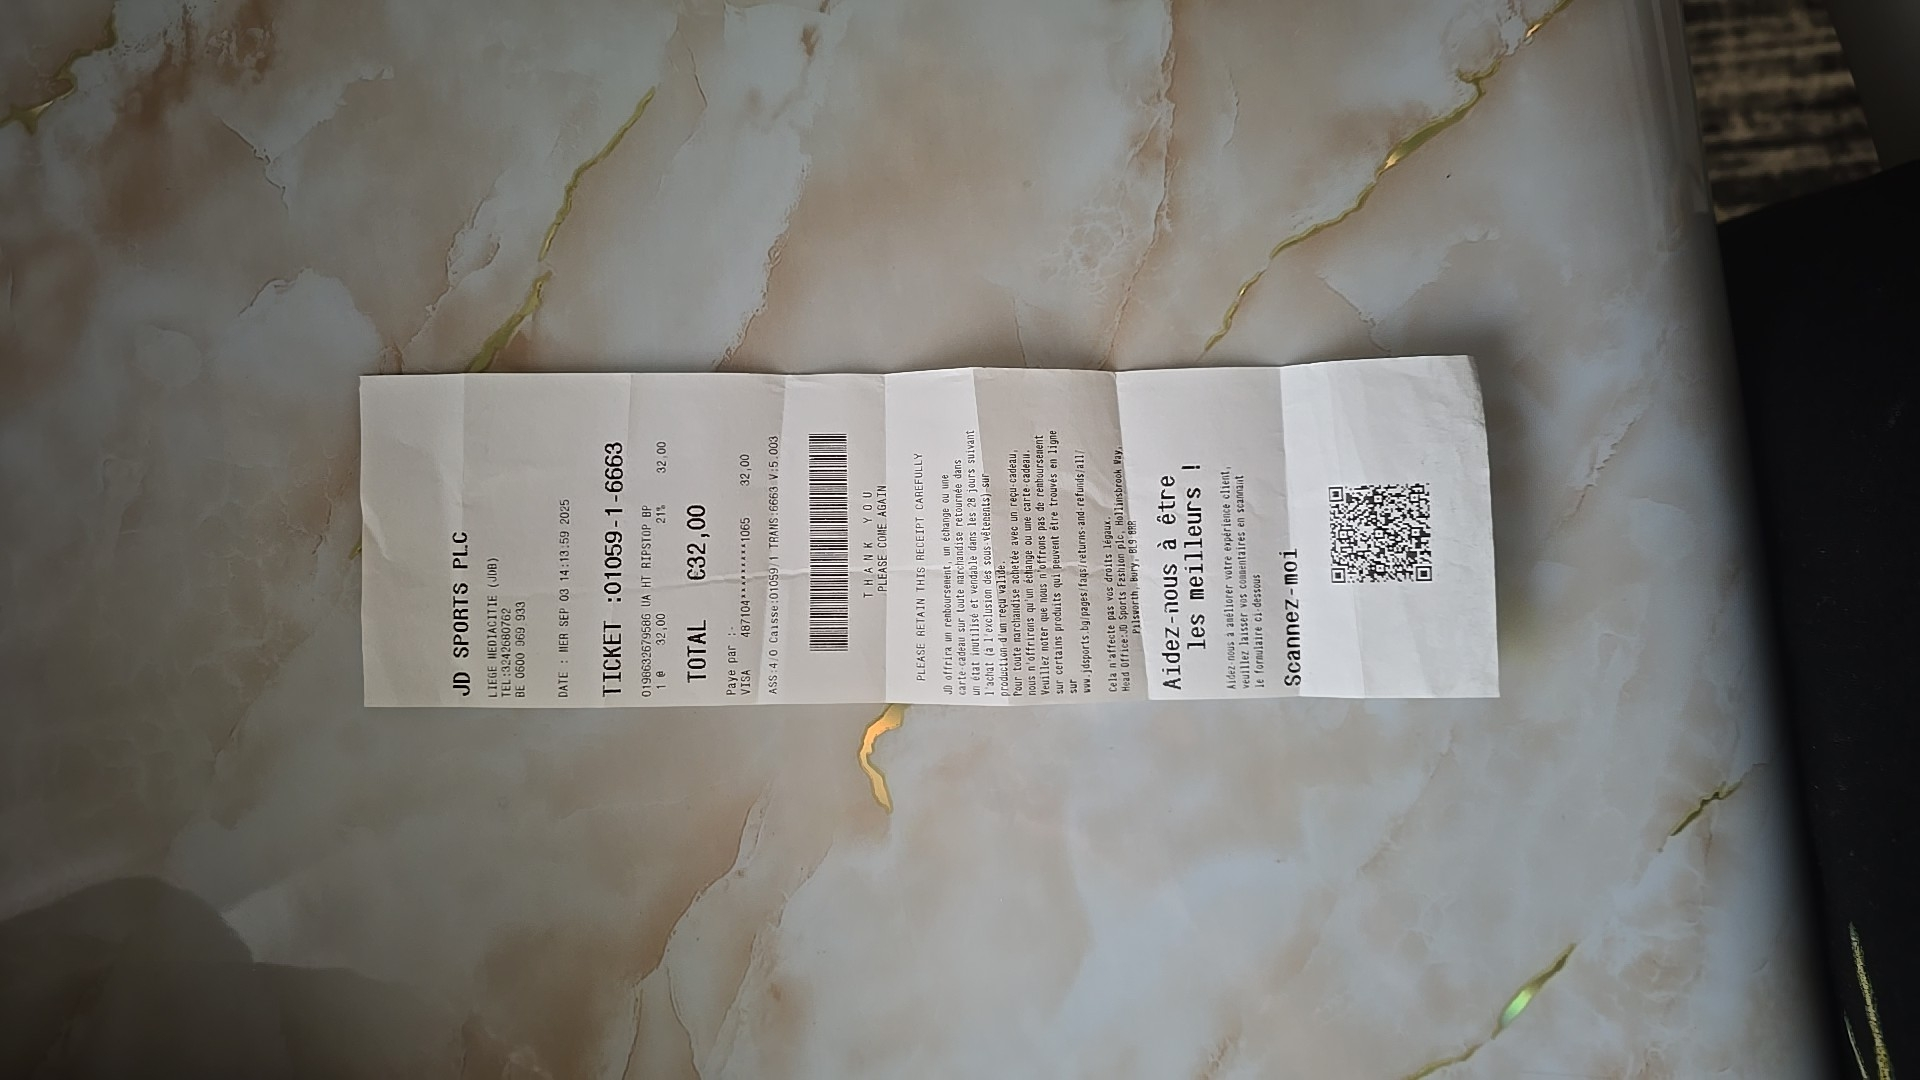 JD SPORTS PLC
LIEGE MEDIACITIE (JDB)
TEL:3242680762
BE 0600 969 933
DATE : MER SEP 03 14:13:59 2025
TICKET :01059-1-6663
0196632679586 UA HT RIPSTOP BP
1 @ 32,00 21% 32,00
TOTAL €32,00
Paye par :-
VISA 487104*********1065 32,00
ASS:4/0 Caisse:01059/1 TRANS:6663 V:5.003
T H A N K Y O U
PLEASE COME AGAIN
PLEASE RETAIN THIS RECEIPT CAREFULLY
JD offrira un remboursement, un échange ou une
carte-cadeau sur toute marchandise retournée dans
un état inutilisé et vendable dans les 28 jours suivant
l'achat (à l'exclusion des sous-vêtements) sur
production d'un reçu valide.
Pour toute marchandise achetée avec un reçu-cadeau,
nous n'offrirons qu'un échange ou une carte-cadeau.
Veuillez noter que nous n'offrons pas de remboursement
sur certains produits qui peuvent être trouvés en ligne
sur
www.jdsports.bg/pages/faqs/returns-and-refunds/all/
Cela n'affecte pas vos droits légaux.
Head Office:JD Sports Fashion plc, Hollinsbrook Way,
Pilsworth, Bury, BL9 8RR
Aidez-nous à être
les meilleurs !
Aidez-nous à améliorer votre expérience client,
veuillez laisser vos commentaires en scannant
le formulaire ci-dessous
Scannez-moi